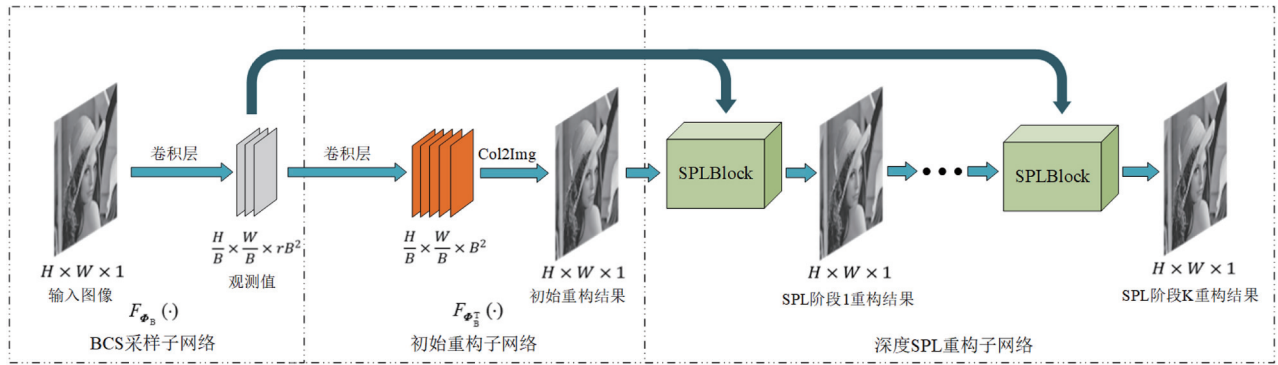 卷积层
H/B × W/B × rB²
观测值
H × W × 1
输入图像
F_{Φ_B}(·)
BCS采样子网络
卷积层
H/B × W/B × B²
Col2Img
H × W × 1
初始重构结果
F_{Φ_B^T}(·)
初始重构子网络
SPLBlock
H × W × 1
SPL阶段1重构结果
SPLBlock
H × W × 1
SPL阶段K重构结果
深度SPL重构子网络